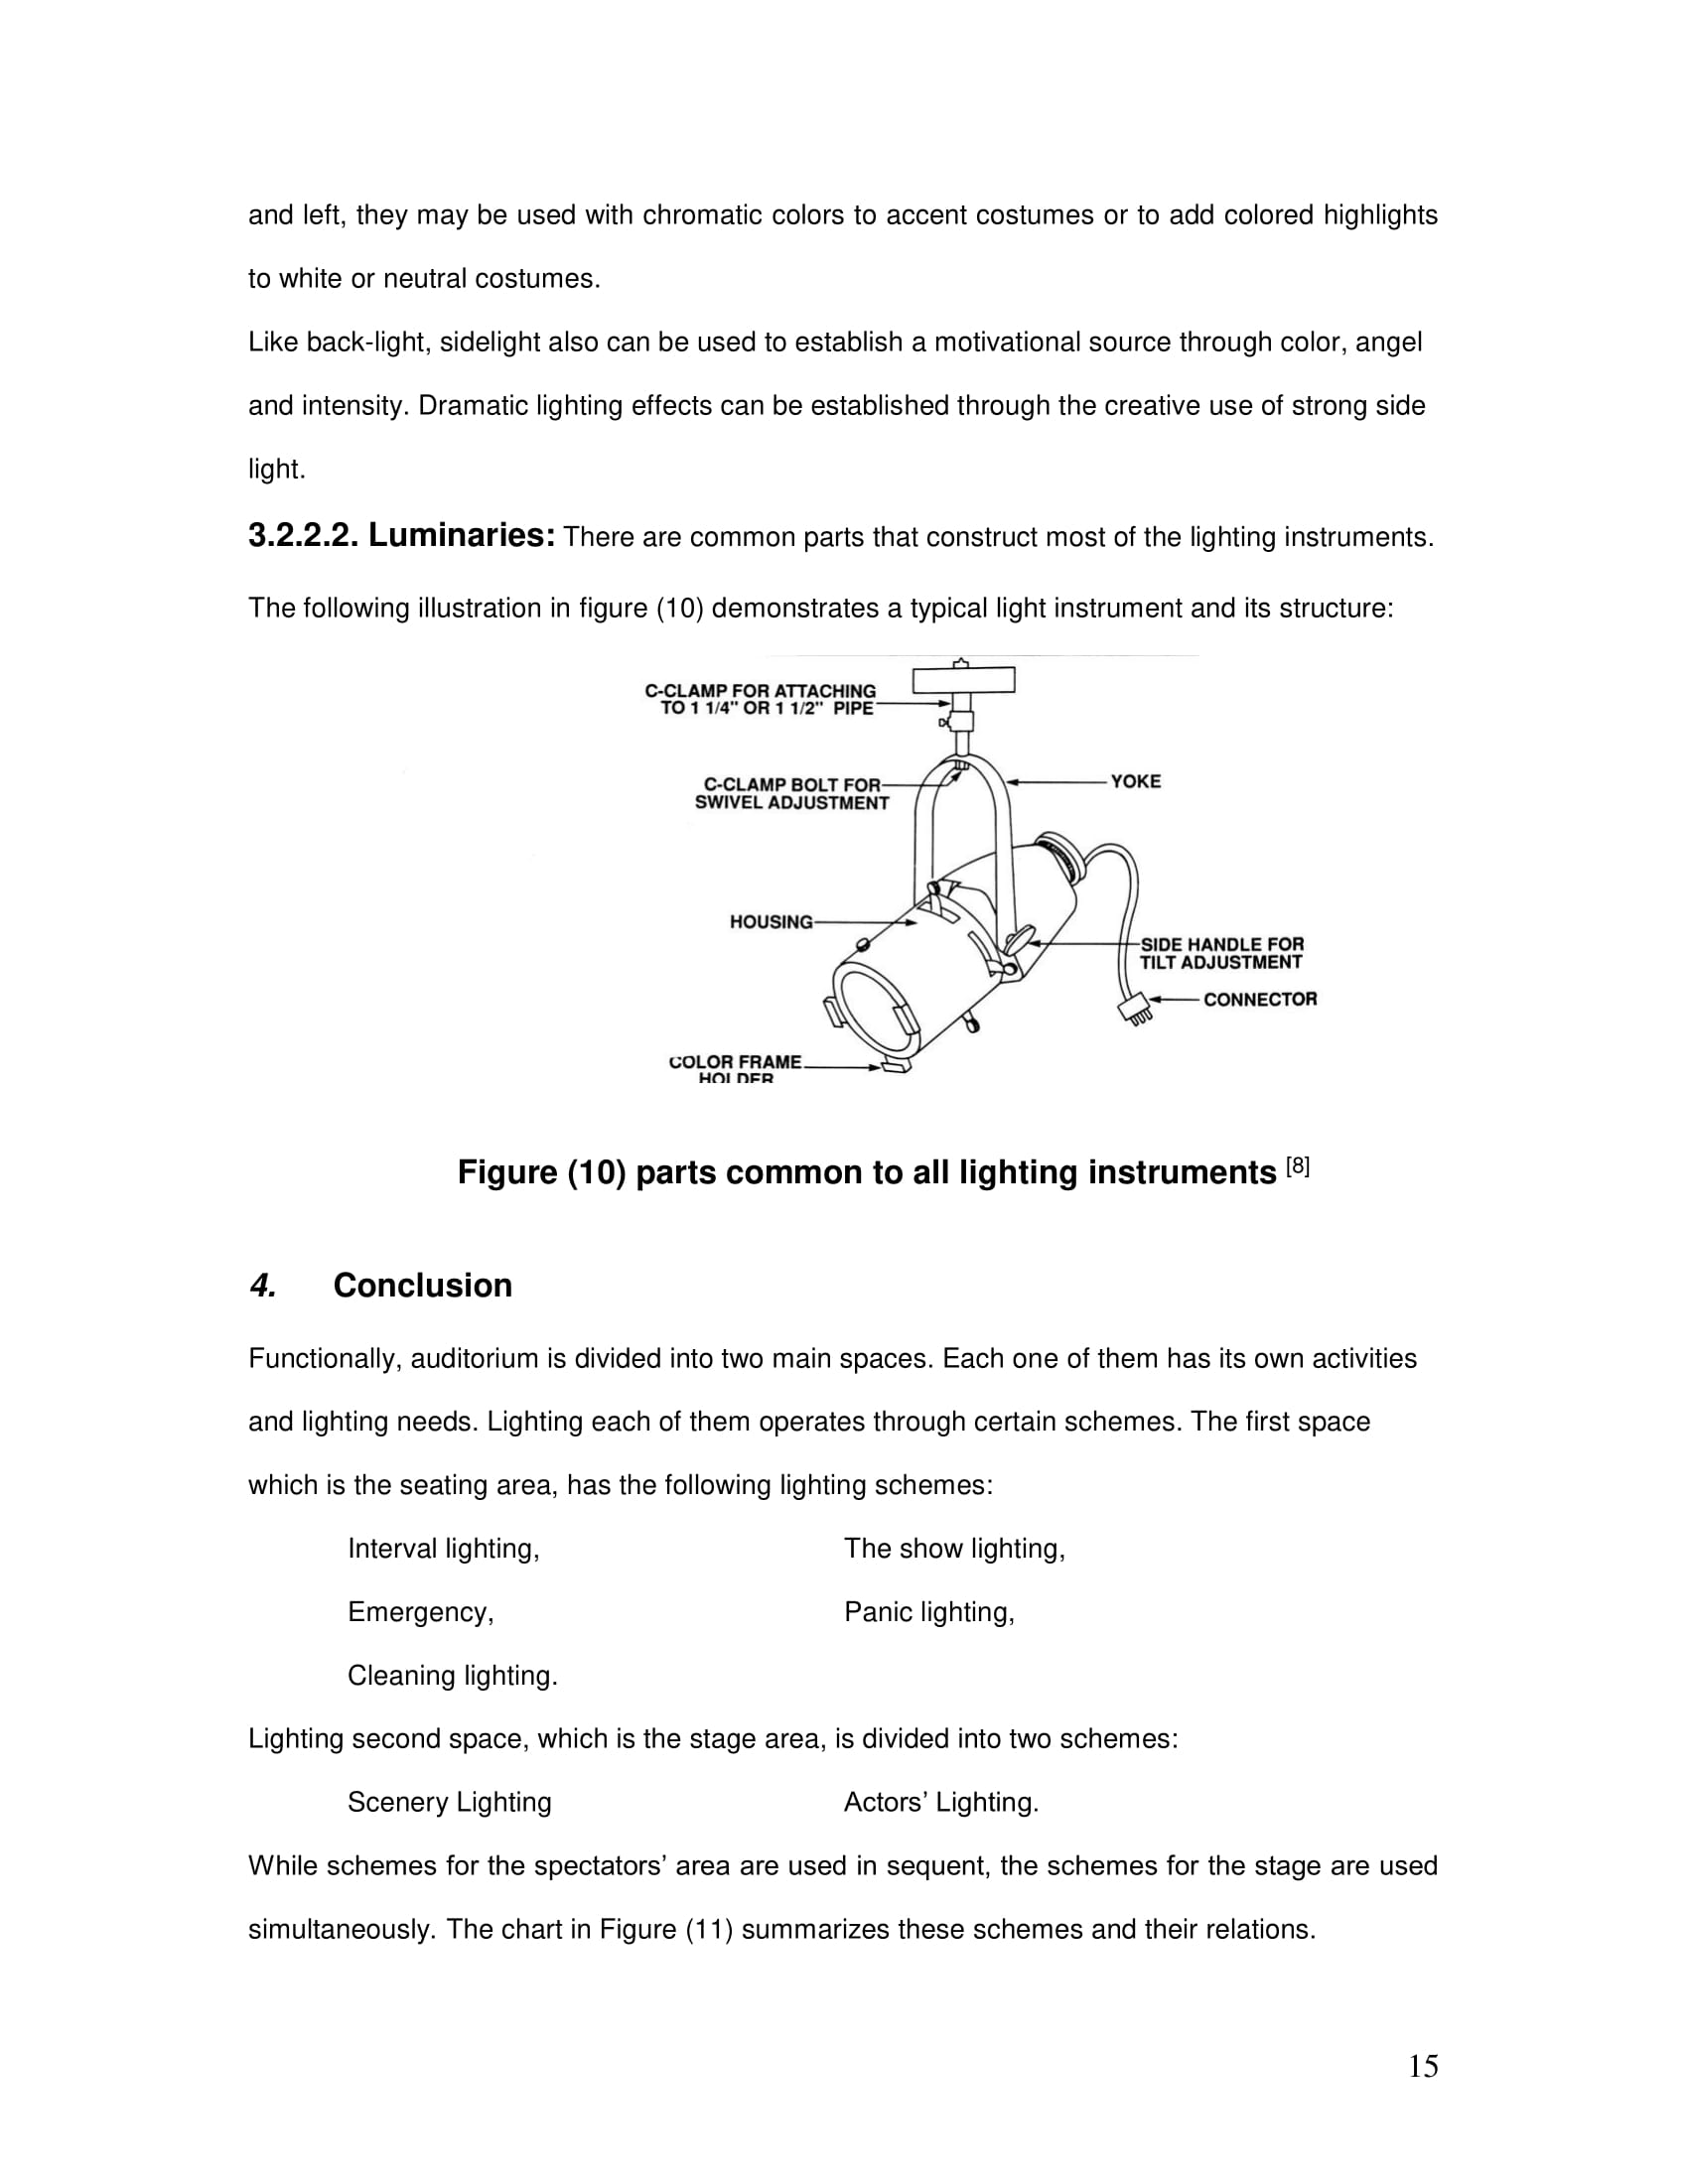 and left, they may be used with chromatic colors to accent costumes or to add colored highlights
to white or neutral costumes.
Like back-light, sidelight also can be used to establish a motivational source through color, angel
and intensity. Dramatic lighting effects can be established through the creative use of strong side
light.
3.2.2.2. Luminaries: There are common parts that construct most of the lighting instruments.
The following illustration in figure (10) demonstrates a typical light instrument and its structure:
C-CLAMP FOR ATTACHING
TO 1 1/4" OR 1 1/2" PIPE
C-CLAMP BOLT FOR
SWIVEL ADJUSTMENT
YOKE
HOUSING
SIDE HANDLE FOR
TILT ADJUSTMENT
CONNECTOR
COLOR FRAME
HOLDER
Figure (10) parts common to all lighting instruments [8]
4. Conclusion
Functionally, auditorium is divided into two main spaces. Each one of them has its own activities
and lighting needs. Lighting each of them operates through certain schemes. The first space
which is the seating area, has the following lighting schemes:
Interval lighting, The show lighting,
Emergency, Panic lighting,
Cleaning lighting.
Lighting second space, which is the stage area, is divided into two schemes:
Scenery Lighting Actors’ Lighting.
While schemes for the spectators’ area are used in sequent, the schemes for the stage are used
simultaneously. The chart in Figure (11) summarizes these schemes and their relations.
15